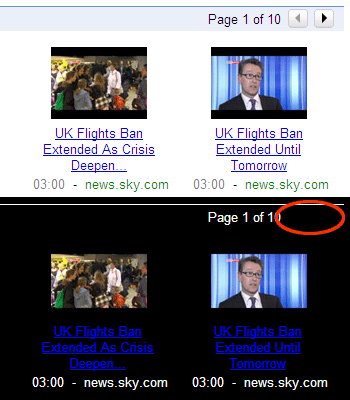 Page 1 of 10
UK Flights Ban UK Flights Ban
Extended As Crisis Extended Until
Deepen... Tomorrow
03:00 - news.sky.com 03:00 - news.sky.com
Page 1 of 10
UK Flights Ban UK Flights Ban
Extended As Crisis Extended Until
Deepen... Tomorrow
03:00 - news.sky.com 03:00 - news.sky.com